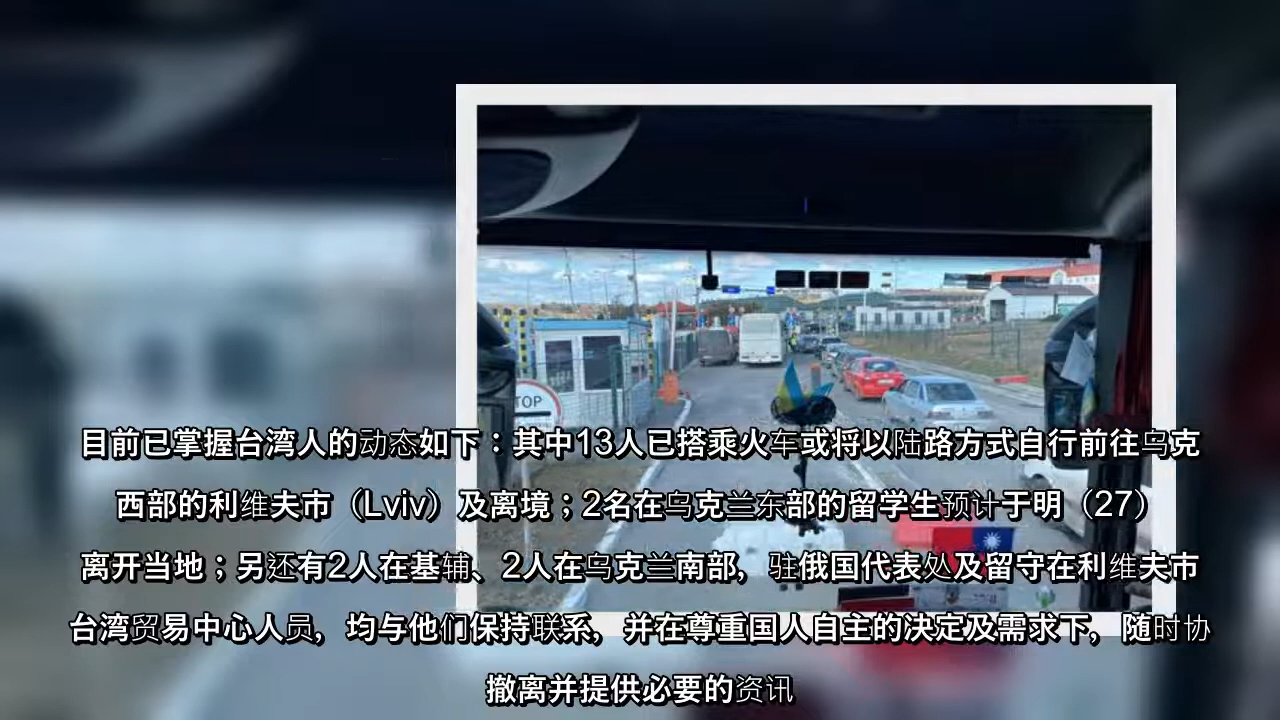 TOP
目前已掌握台湾人的动态如下：其中13人已搭乘火车或将以陆路方式自行前往乌克
西部的利维夫市（Lviv）及离境；2名在乌克兰东部的留学生预计于明（27）
离开当地；另还有2人在基辅、2人在乌克兰南部，驻俄国代表处及留守在利维夫市
台湾贸易中心人员，均与他们保持联系，并在尊重国人自主的决定及需求下，随时协
撤离并提供必要的资讯